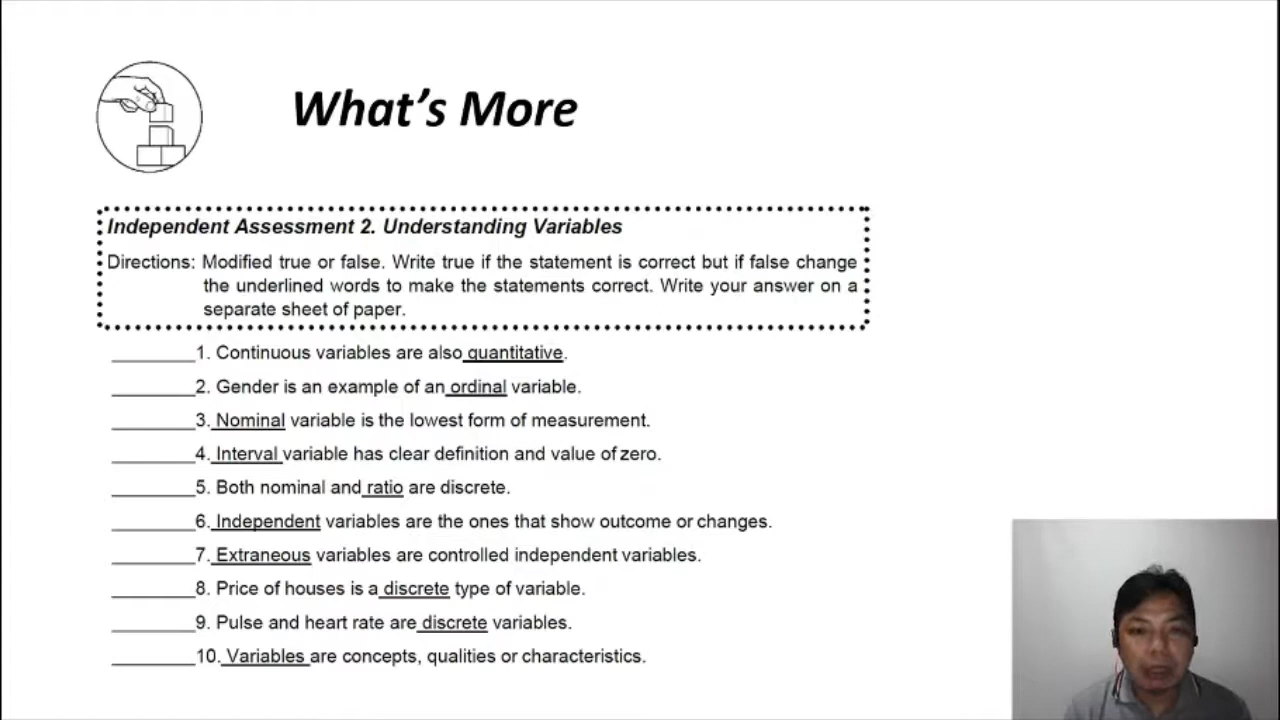 What's More
Independent Assessment 2. Understanding Variables
Directions: Modified true or false. Write true if the statement is correct but if false change
the underlined words to make the statements correct. Write your answer on a
separate sheet of paper.
_________1. Continuous variables are also quantitative.
_________2. Gender is an example of an ordinal variable.
_________3. Nominal variable is the lowest form of measurement.
_________4. Interval variable has clear definition and value of zero.
_________5. Both nominal and ratio are discrete.
_________6. Independent variables are the ones that show outcome or changes.
_________7. Extraneous variables are controlled independent variables.
_________8. Price of houses is a discrete type of variable.
_________9. Pulse and heart rate are discrete variables.
_________10. Variables are concepts, qualities or characteristics.